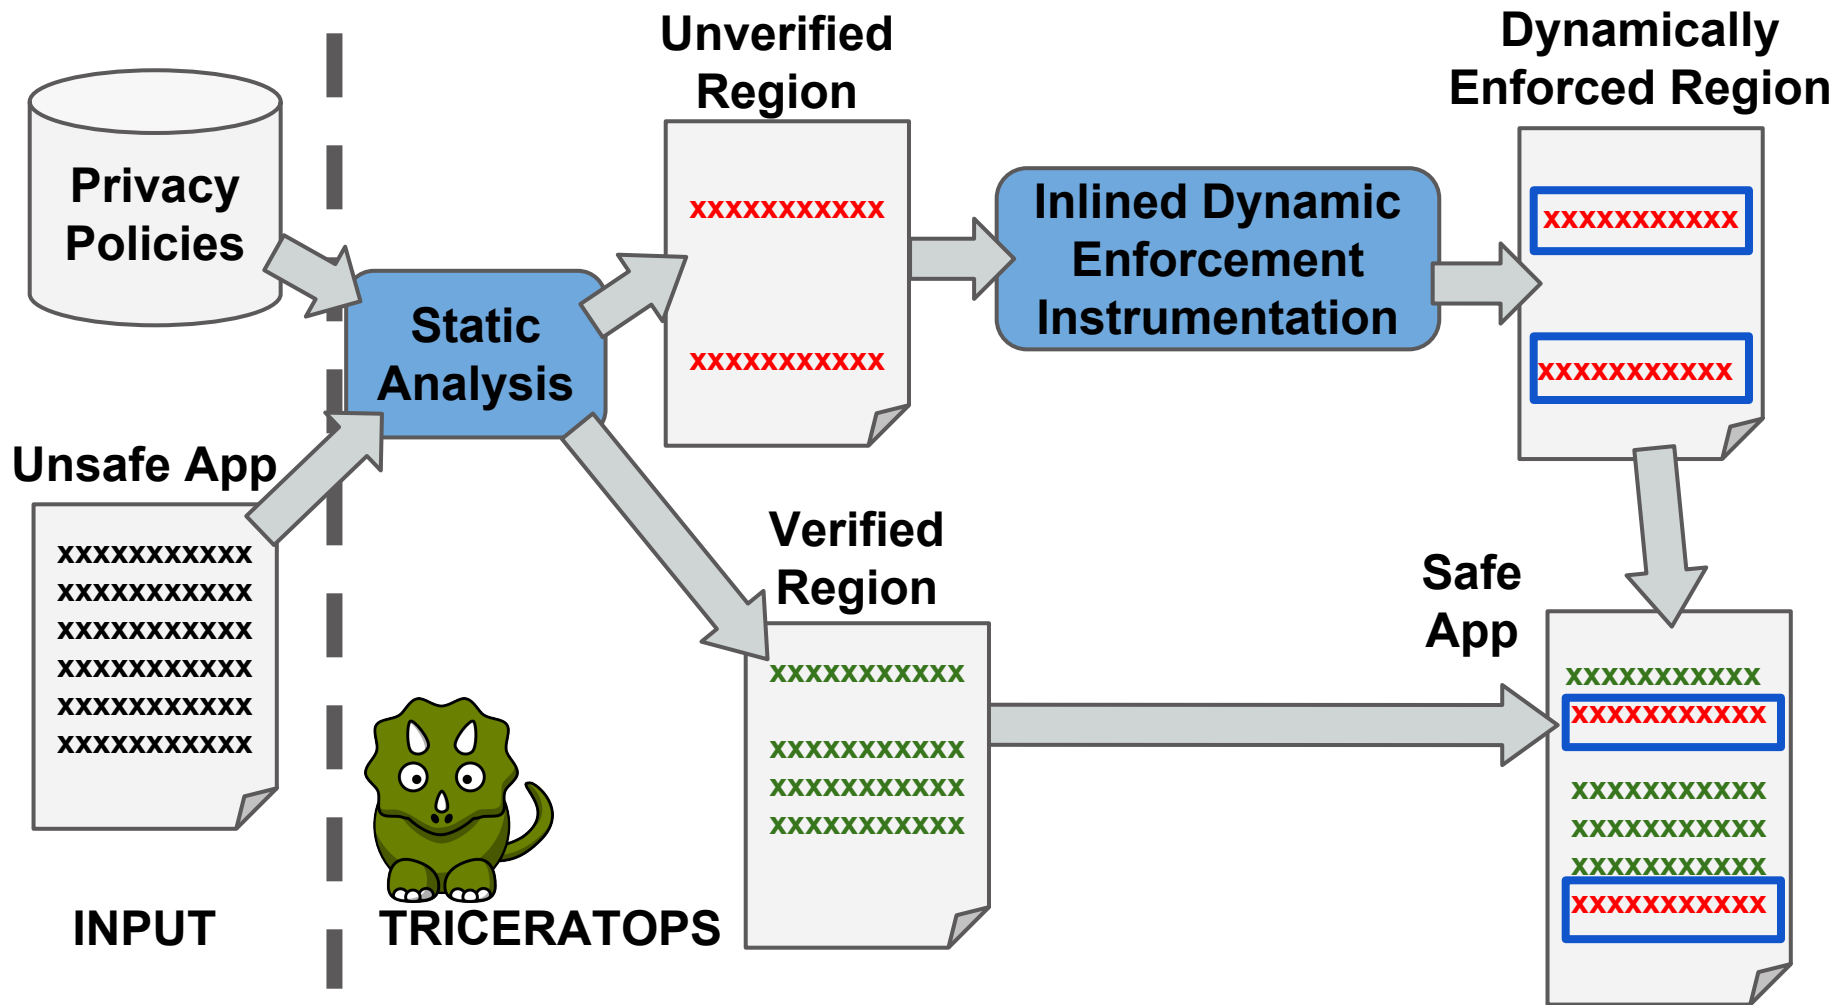 Privacy
Policies
Unsafe App
xxxxxxxxxxx
xxxxxxxxxxx
xxxxxxxxxxx
xxxxxxxxxxx
xxxxxxxxxxx
xxxxxxxxxxx
INPUT
Static
Analysis
TRICERATOPS
Unverified
Region
xxxxxxxxxxx
xxxxxxxxxxx
Verified
Region
xxxxxxxxxxx
xxxxxxxxxxx
xxxxxxxxxxx
xxxxxxxxxxx
Inlined Dynamic
Enforcement
Instrumentation
Dynamically
Enforced Region
xxxxxxxxxxx
xxxxxxxxxxx
Safe
App
xxxxxxxxxxx
xxxxxxxxxxx
xxxxxxxxxxx
xxxxxxxxxxx
xxxxxxxxxxx
xxxxxxxxxxx